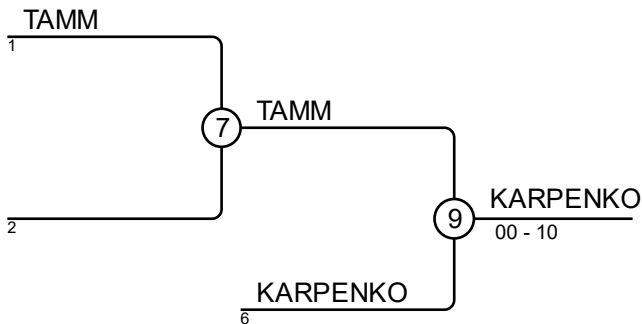 TAMM
1
7
TAMM
2
9
KARPENKO
00 - 10
KARPENKO
6